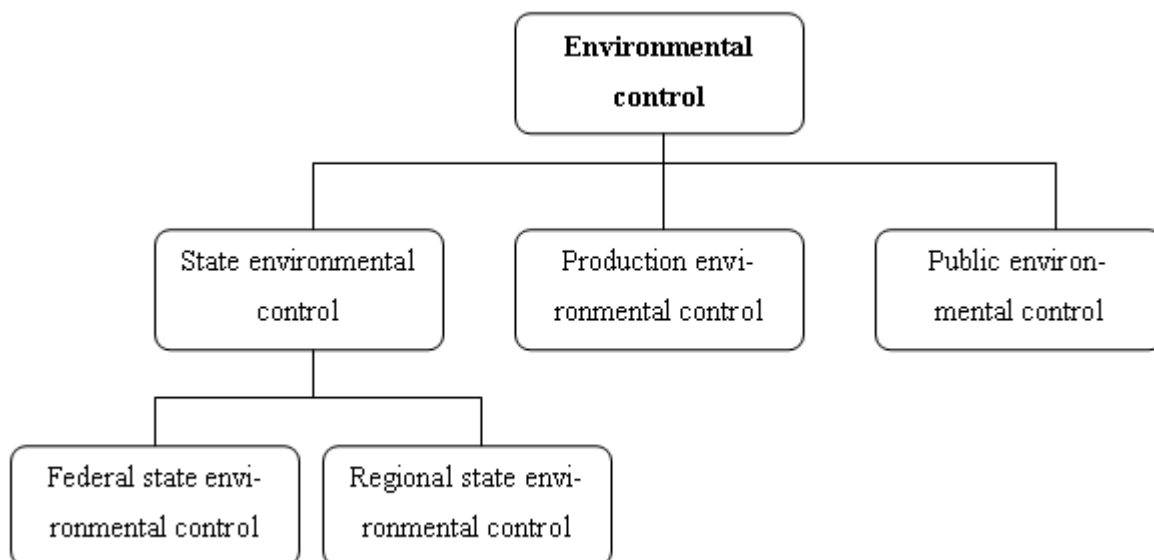 Environmental
control
State environmental
control
Production envi-
ronmental control
Public environ-
mental control
Federal state envi-
ronmental control
Regional state envi-
ronmental control